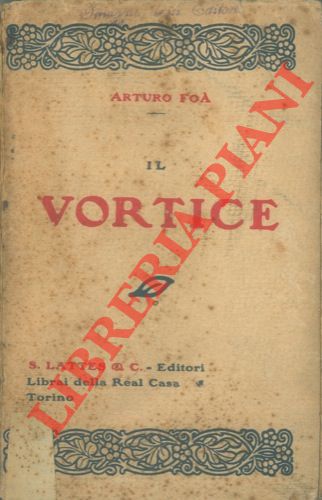 ARTURO FOÀ
IL
VORTICE
S. LATTES & C. - Editori
Librai della Real Casa
Torino
LIBRERIA PIANI